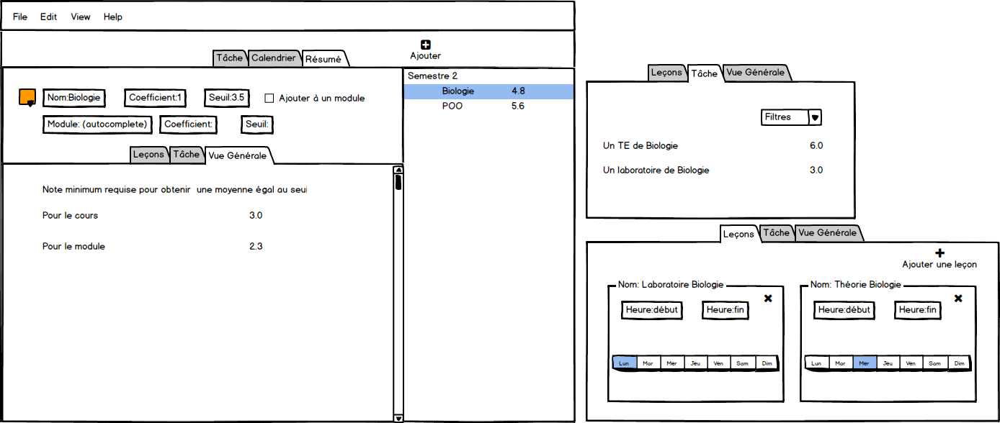 File Edit View Help
Ajouter
Tâche Calendrier Résumé
Nom:Biologie Coefficient:1 Seuil:3.5 Ajouter à un module
Module: (autocomplete) Coefficient: Seuil:
Leçons Tâche Vue Générale
Note minimum requise pour obtenir une moyenne égal au seui
Pour le cours 3.0
Pour le module 2.3
Semestre 2
Biologie 4.8
POO 5.6
Leçons Tâche Vue Générale
Filtres
Un TE de Biologie 6.0
Un laboratoire de Biologie 3.0
Leçons Tâche Vue Générale
Ajouter une leçon
Nom: Laboratoire Biologie
Heure:début Heure:fin
Lun Mar Mer Jeu Ven Sam Dim
Nom: Théorie Biologie
Heure:début Heure:fin
Lun Mar Mer Jeu Ven Sam Dim